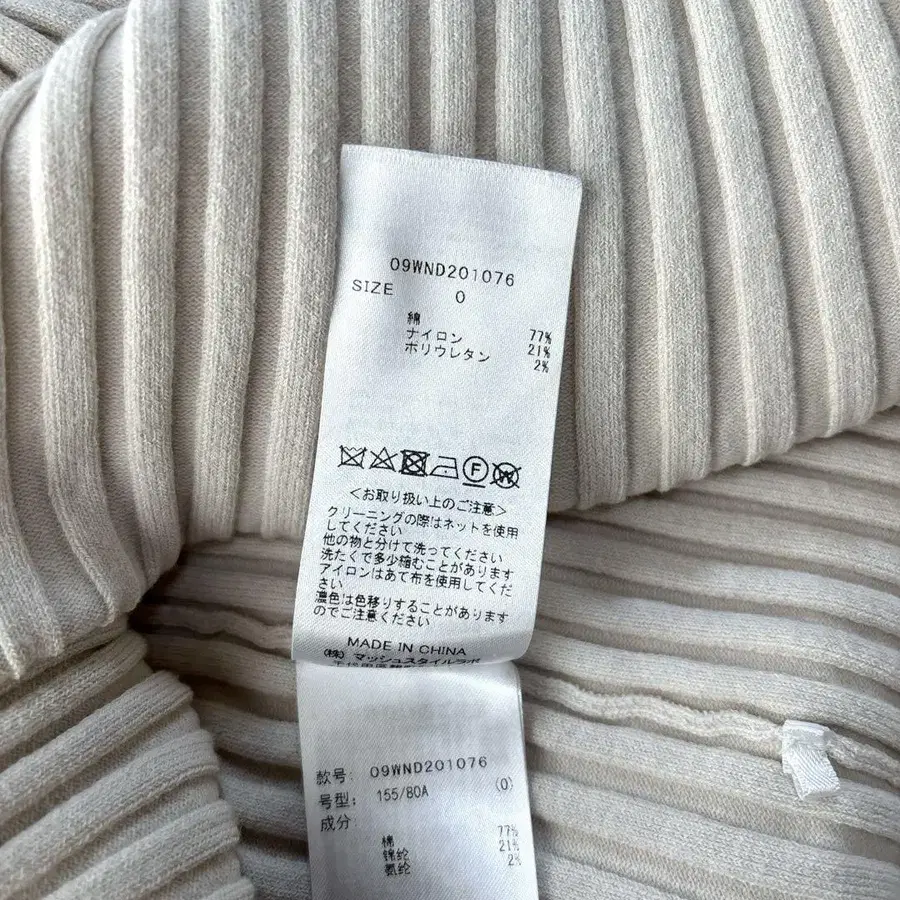 09WND201076
SIZE 0
綿 77%
ナイロン 21%
ポリウレタン 2%
F
W
<お取り扱い上のご注意>
クリーニングの際はネットを使用
してください
他の物と分けて洗ってください
洗たくで多少縮むことがあります
アイロンはあて布を使用してくだ
さい
濃色は色移りすることがあります
のでご注意ください
MADE IN CHINA
(株)マッシュスタイルラボ
款号: 09WND201076
号型: 155/80A (0)
成分:
棉 77%
锦纶 21%
氨纶 2%